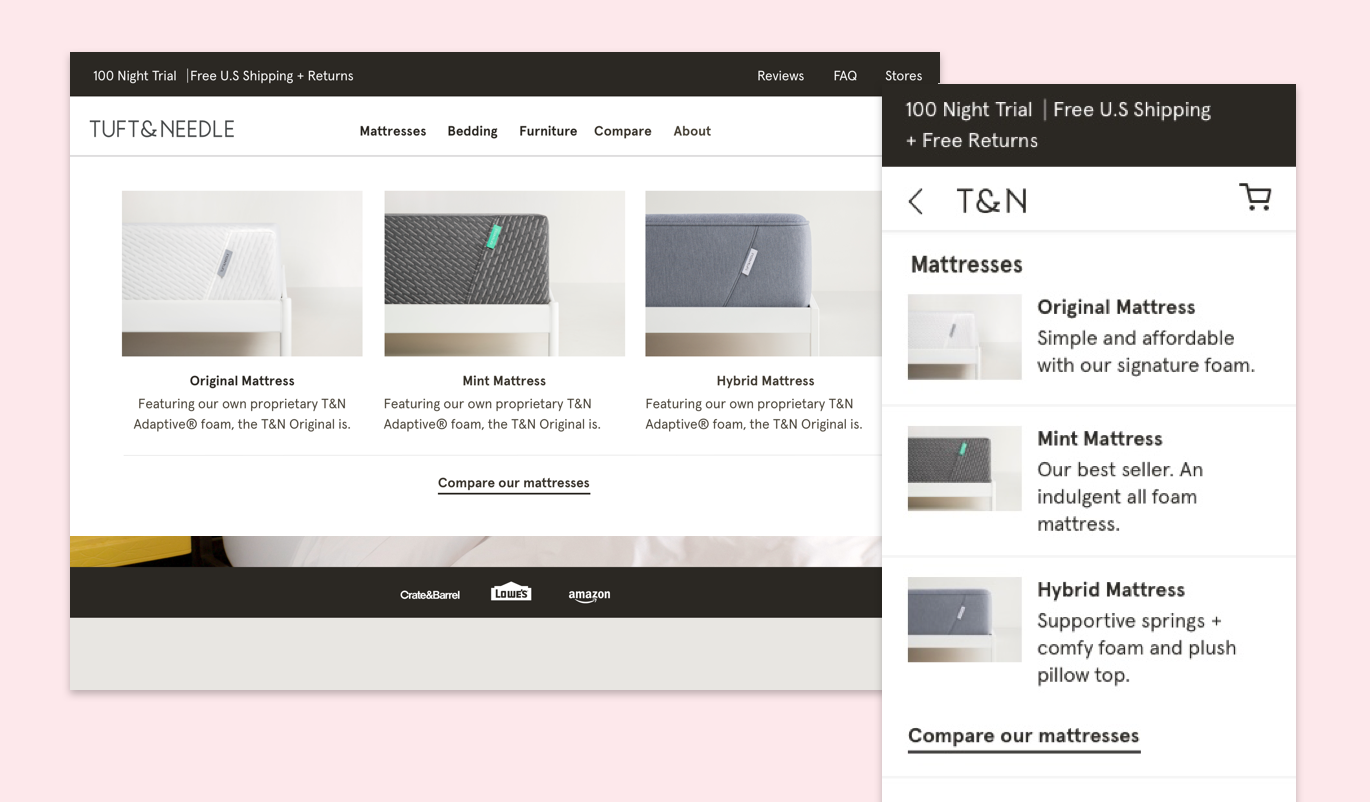 100 Night Trial | Free U.S Shipping + Returns
Reviews FAQ Stores
TUFT&NEEDLE
Mattresses Bedding Furniture Compare About
Original Mattress
Featuring our own proprietary T&N
Adaptive® foam, the T&N Original is.
Mint Mattress
Featuring our own proprietary T&N
Adaptive® foam, the T&N Original is.
Hybrid Mattress
Featuring our own proprietary T&N
Adaptive® foam, the T&N Original is.
Compare our mattresses
Crate&Barrel LOWE'S amazon
100 Night Trial | Free U.S Shipping
+ Free Returns
T&N
Mattresses
Original Mattress
Simple and affordable
with our signature foam.
Mint Mattress
Our best seller. An
indulgent all foam
mattress.
Hybrid Mattress
Supportive springs +
comfy foam and plush
pillow top.
Compare our mattresses